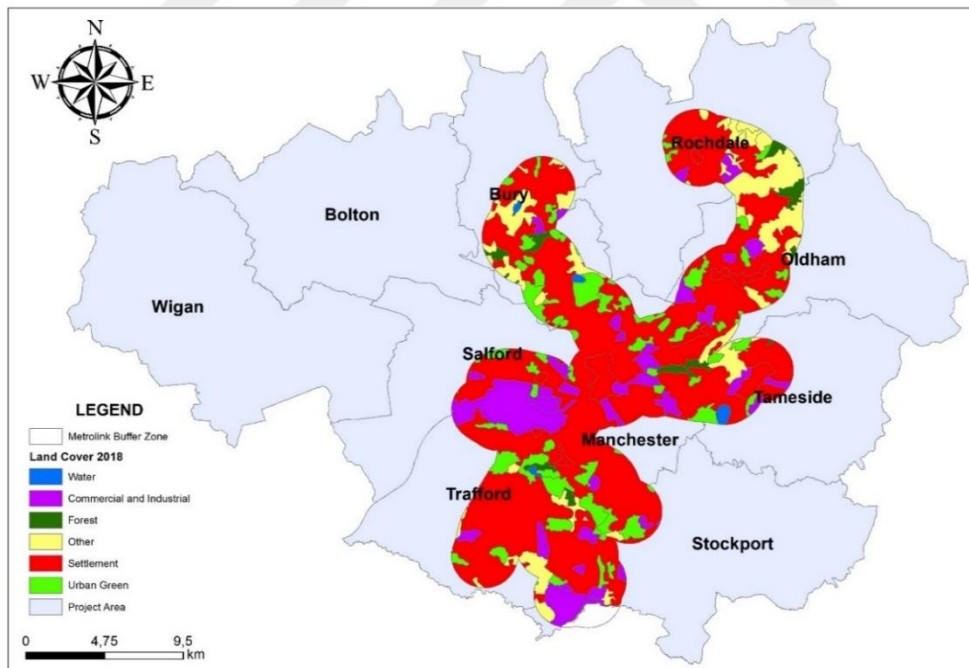 N
W E
S
Rochdale
Bury
Bolton
Oldham
Wigan
Salford
Tameside
Manchester
Trafford
Stockport
LEGEND
Metrolink Buffer Zone
Land Cover 2018
Water
Commercial and Industrial
Forest
Other
Settlement
Urban Green
Project Area
0 4,75 9,5
km